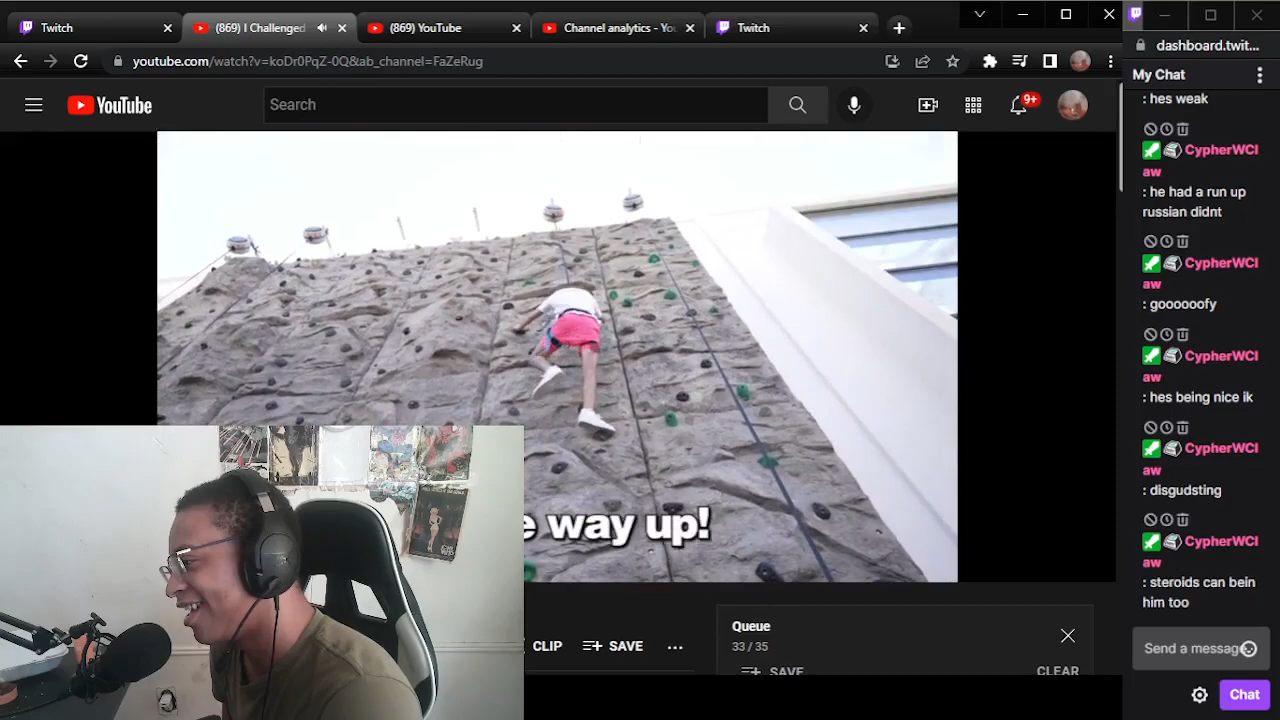 Twitch
(869) I Challenged
(869) YouTube
Channel analytics - Yo
Twitch
youtube.com/watch?v=koDr0PqZ-0Q&ab_channel=FaZeRug
YouTube
Search
9+
way up!
CLIP
SAVE
Queue
33 / 35
SAVE
CLEAR
dashboard.twit...
My Chat
: hes weak
CypherWCl
aw
: he had a run up
russian didnt
CypherWCl
aw
: goooooofy
CypherWCl
aw
: hes being nice ik
CypherWCl
aw
: disgudsting
CypherWCl
aw
: steroids can bein
him too
Send a message
Chat